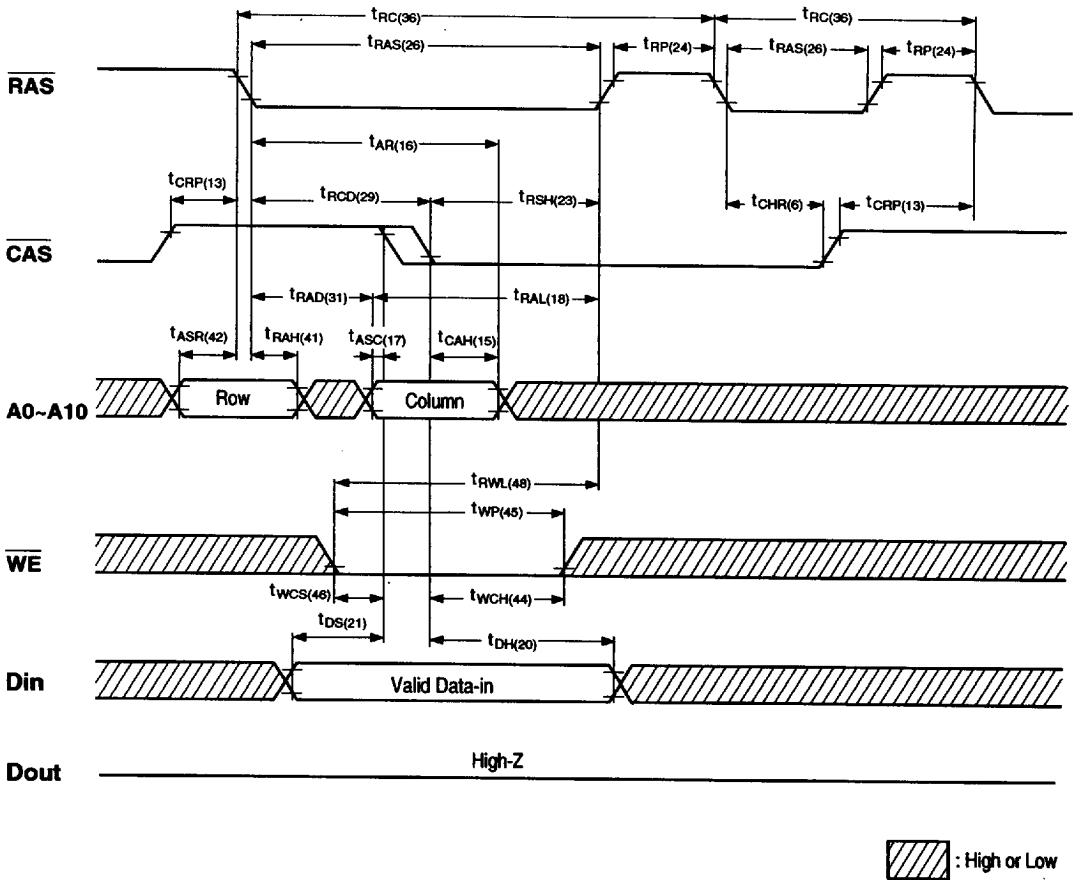 tRC(36) tRC(36)
tRAS(26) tRP(24) tRAS(26) tRP(24)
RAS
tAR(16)
tCRP(13) tRCD(29) tRSH(23) tCHR(6) tCRP(13)
CAS
tRAD(31) tRAL(18)
tASR(42) tRAH(41) tASC(17) tCAH(15)
A0~A10 Row Column
tRWL(48)
tWP(45)
WE
tWCS(46) tWCH(44)
tDS(21) tDH(20)
Din Valid Data-in
High-Z
Dout
: High or Low